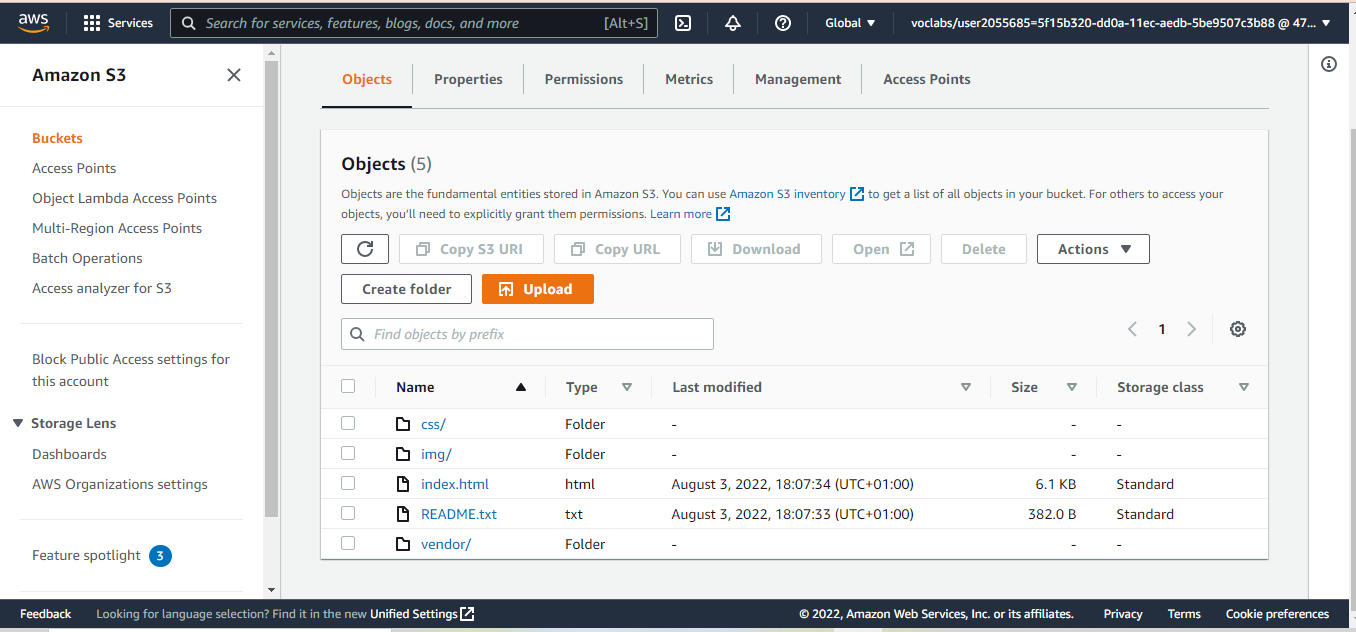 aws
Services
Search for services, features, blogs, docs, and more [Alt+S]
Global
voclabs/user2055685=5f15b320-dd0a-11ec-aedb-5be9507c3b88 @ 47...
Amazon S3
Buckets
Access Points
Object Lambda Access Points
Multi-Region Access Points
Batch Operations
Access analyzer for S3
Block Public Access settings for
this account
Storage Lens
Dashboards
AWS Organizations settings
Feature spotlight 3
Objects Properties Permissions Metrics Management Access Points
Objects (5)
Objects are the fundamental entities stored in Amazon S3. You can use Amazon S3 inventory to get a list of all objects in your bucket. For others to access your
objects, you'll need to explicitly grant them permissions. Learn more
Copy S3 URI Copy URL Download Open Delete Actions
Create folder Upload
Find objects by prefix
1
Name Type Last modified Size Storage class
css/ Folder - - -
img/ Folder - - -
index.html html August 3, 2022, 18:07:34 (UTC+01:00) 6.1 KB Standard
README.txt txt August 3, 2022, 18:07:33 (UTC+01:00) 382.0 B Standard
vendor/ Folder - - -
Feedback Looking for language selection? Find it in the new Unified Settings © 2022, Amazon Web Services, Inc. or its affiliates. Privacy Terms Cookie preferences